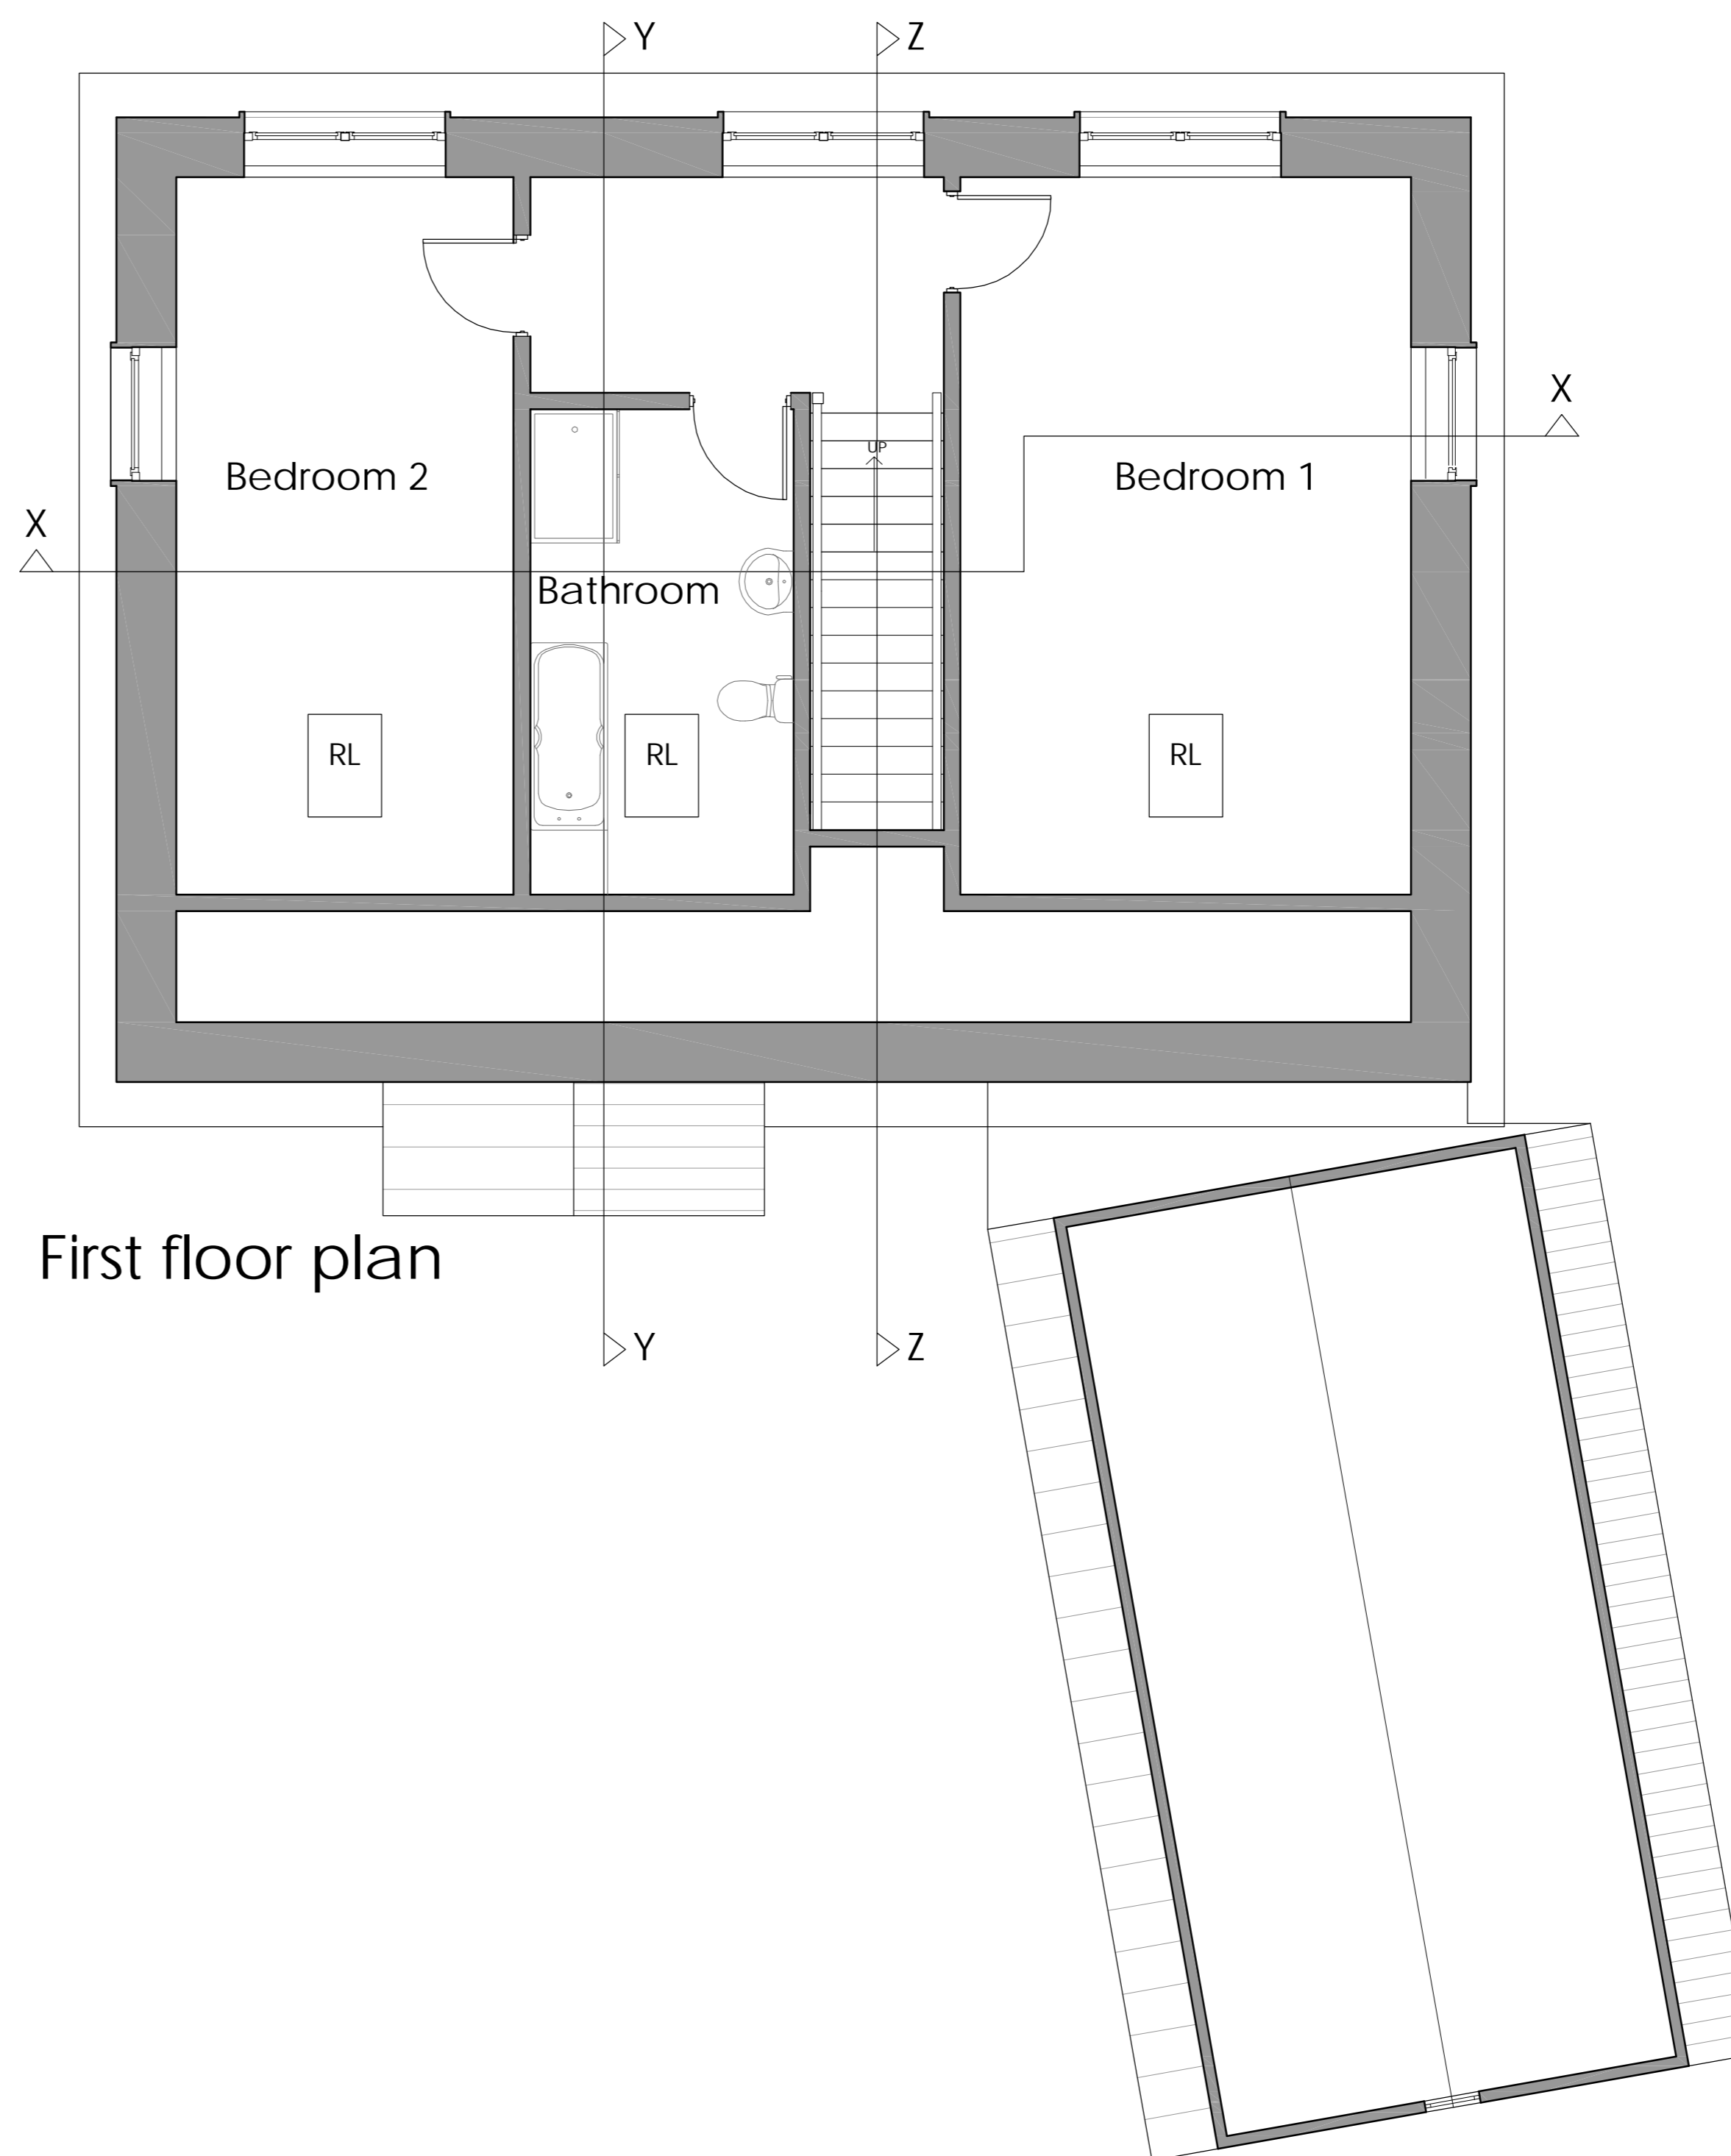 Y
Z
X
UP
Bedroom 2
Bedroom 1
X
Bathroom
RL
RL
RL
First floor plan
Y
Z